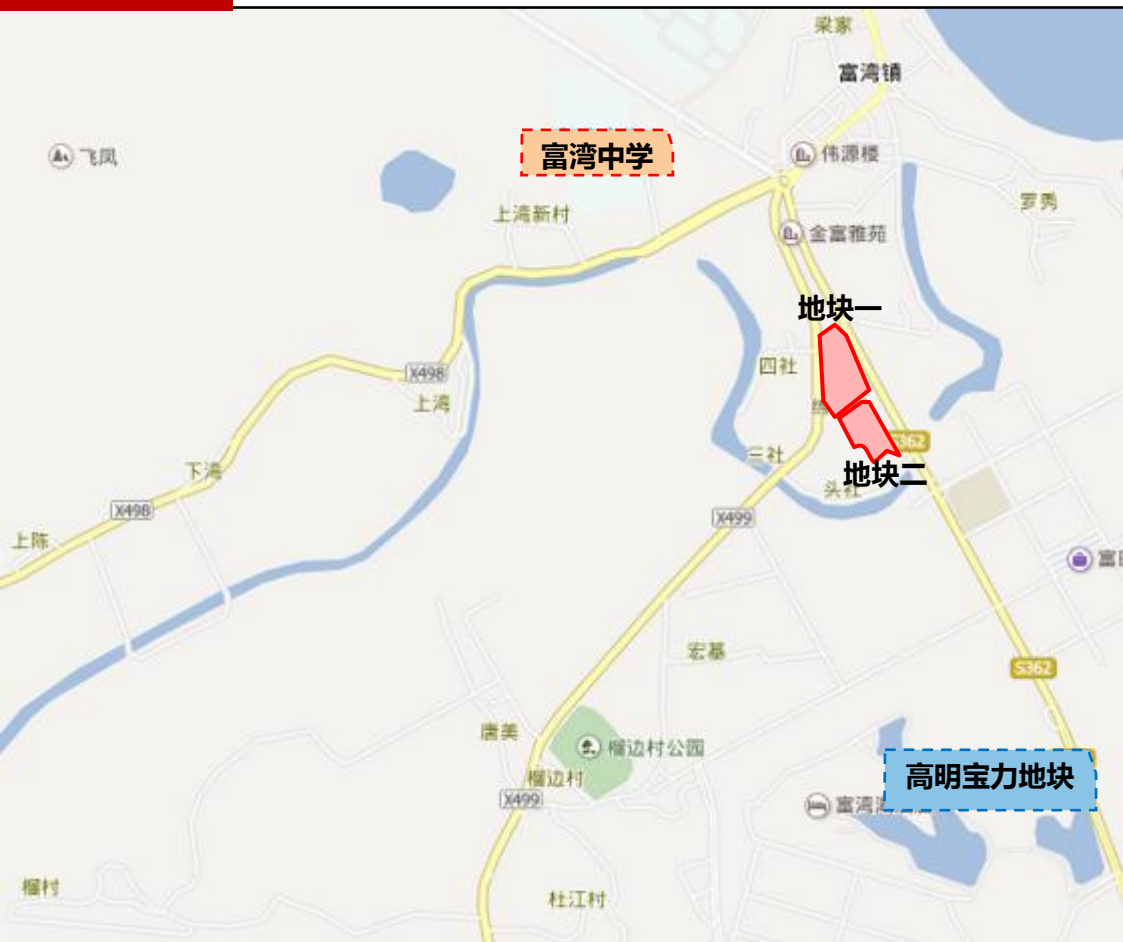 梁家
富湾镇
飞凤
富湾中学
伟源楼
罗秀
上湾新村
金富雅苑
地块一
四社
X498
上湾
S362
三社
下湾
地块二
头社
X498
X499
上陈
宏基
S362
唐美
榴边村公园
榴边村
高明宝力地块
X499
榴村
杜江村